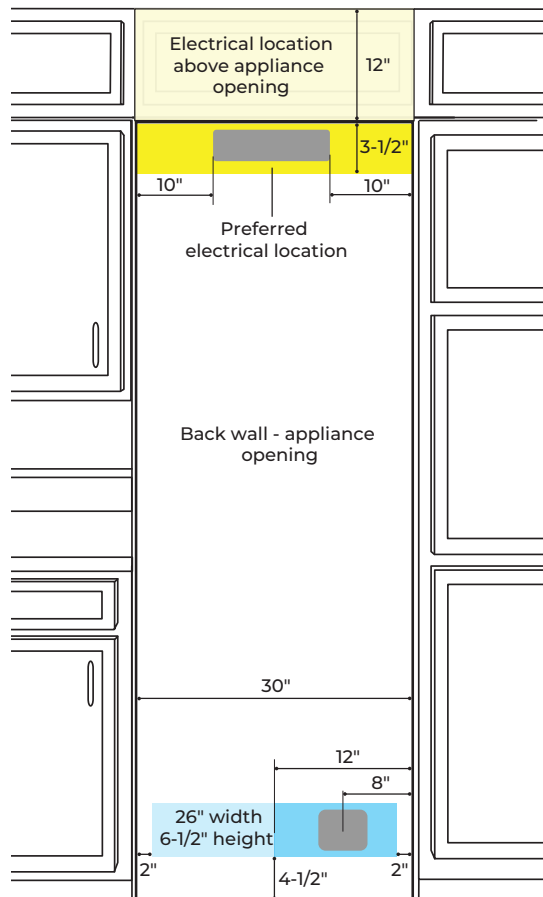 Electrical location
above appliance
opening
12"
3-1/2"
10"
10"
Preferred
electrical location
Back wall - appliance
opening
30"
12"
8"
26" width
6-1/2" height
2"
4-1/2"
2"